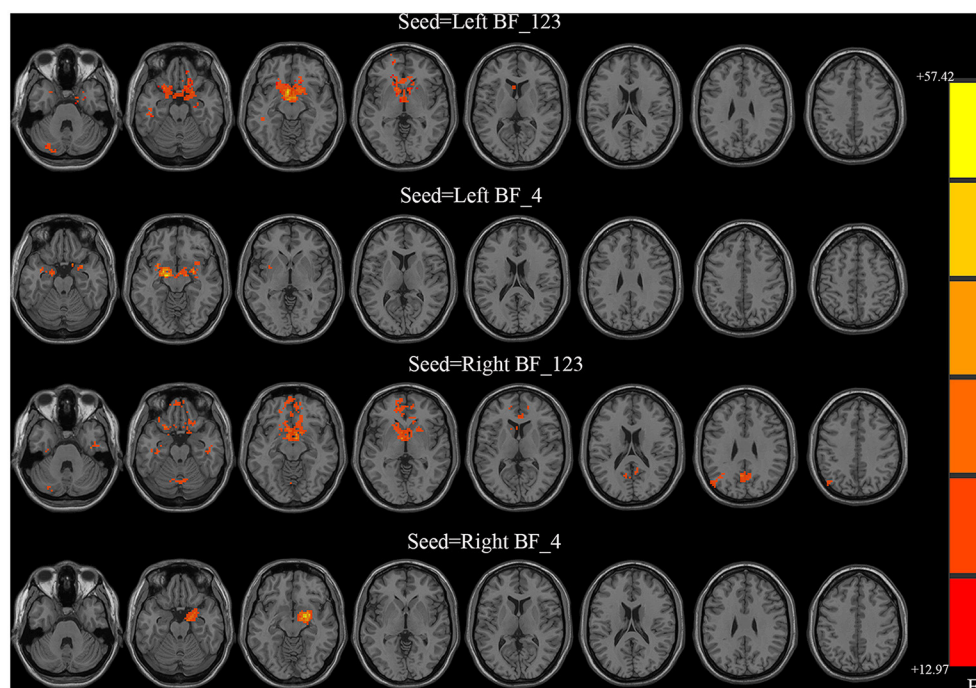 Seed=Left BF_123
+57.42
Seed=Left BF_4
Seed=Right BF_123
Seed=Right BF_4
+12.97